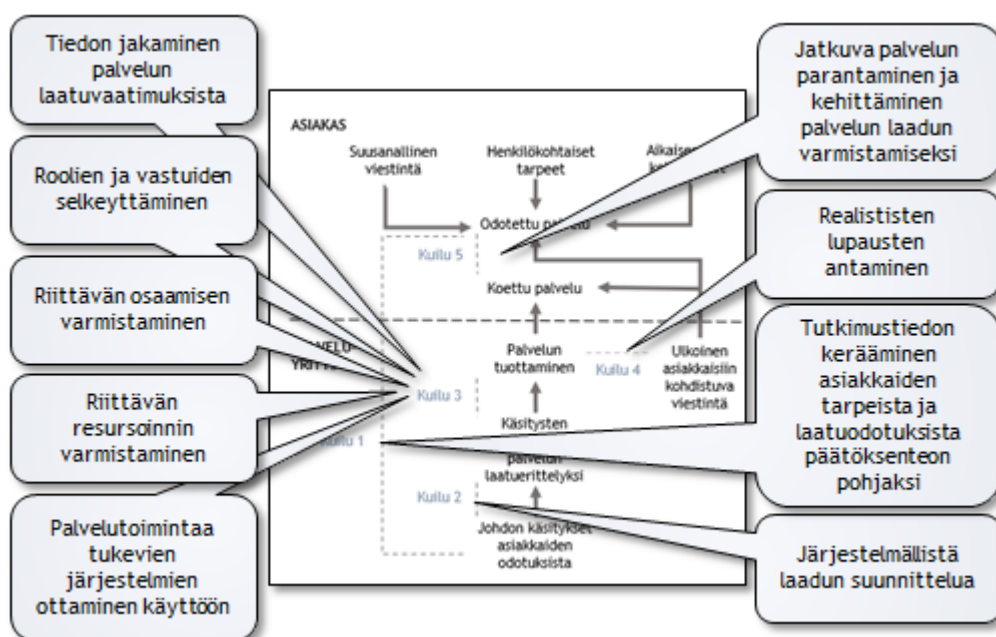 Tiedon jakaminen
palvelun
laatuvaatimuksista
Roolien ja vastuiden
selkeyttäminen
Riittävän osaamisen
varmistaminen
Riittävän
resursoinnin
varmistaminen
Palvelutoimintaa
tukevien
järjestelmien
ottaminen käyttöön
ASIAKAS
Suusanallinen
viestintä
Henkilökohtaiset
tarpeet
Odotettu palvelu
Kuilu 5
Koettu palvelu
Palvelun
tuottaminen
Kuilu 4
Ulkoinen
asiakkaisiin
kohdistuva
viestintä
Kuilu 3
Käsitysten
Kuilu 1
palvelun
laatuerittelyksi
Kuilu 2
Johdon käsitykset
asiakkaiden
odotuksista
Jatkuva palvelun
parantaminen ja
kehittäminen
palvelun laadun
varmistamiseksi
Realististen
lupausten
antaminen
Tutkimustiedon
kerääminen
asiakkaiden
tarpeista ja
laatuodotuksista
päätöksenteon
pohjaksi
Järjestelmällistä
laadun suunnittelua